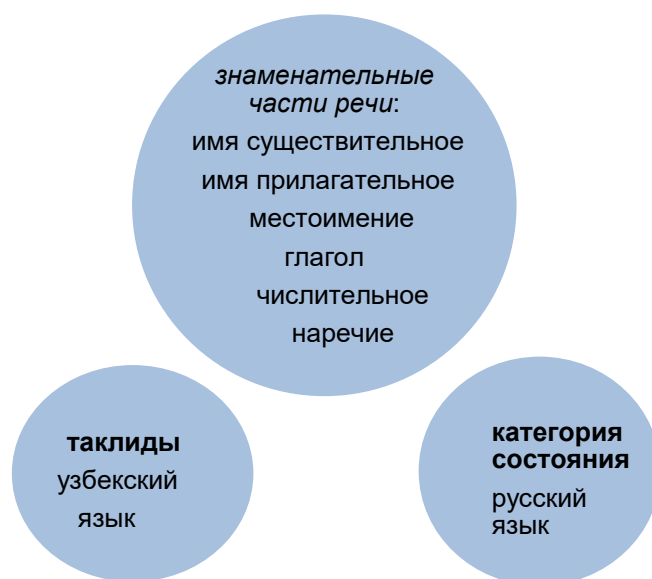 знаменательные
части речи:
имя существительное
имя прилагательное
местоимение
глагол
числительное
наречие
таклиды
узбекский
язык
категория
состояния
русский
язык